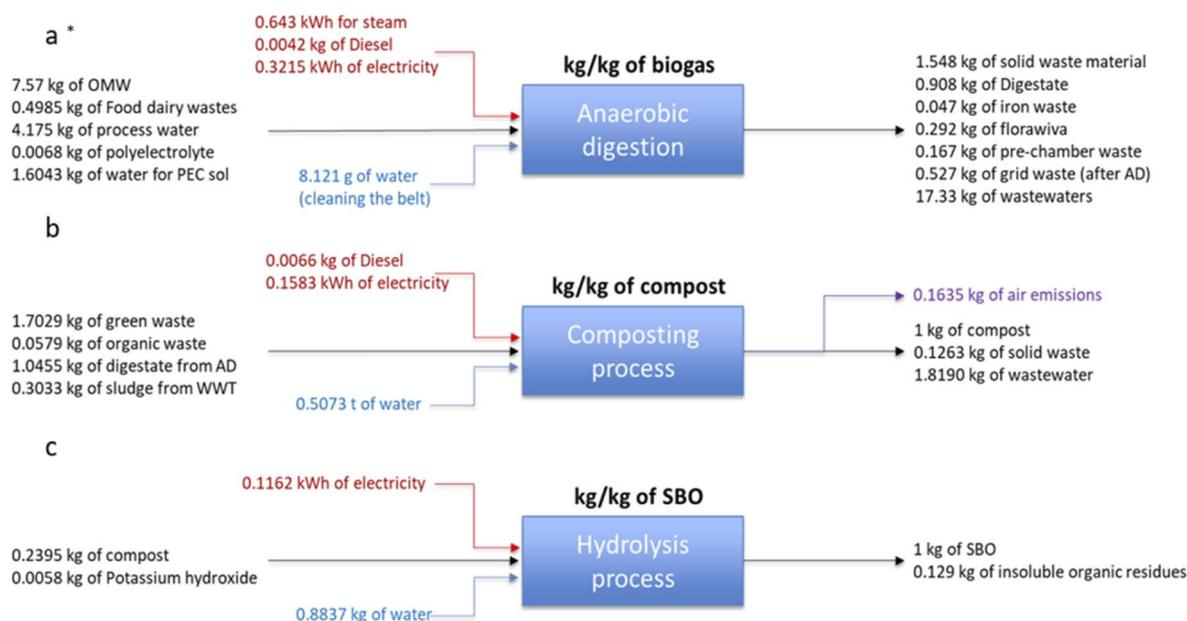 a *
0.643 kWh for steam
0.0042 kg of Diesel
0.3215 kWh of electricity
7.57 kg of OMW
0.4985 kg of Food dairy wastes
4.175 kg of process water
0.0068 kg of polyelectrolyte
1.6043 kg of water for PEC sol
8.121 g of water
(cleaning the belt)
kg/kg of biogas
Anaerobic
digestion
1.548 kg of solid waste material
0.908 kg of Digestate
0.047 kg of iron waste
0.292 kg of florawiva
0.167 kg of pre-chamber waste
0.527 kg of grid waste (after AD)
17.33 kg of wastewaters
b
0.0066 kg of Diesel
0.1583 kWh of electricity
1.7029 kg of green waste
0.0579 kg of organic waste
1.0455 kg of digestate from AD
0.3033 kg of sludge from WWT
0.5073 t of water
kg/kg of compost
Composting
process
0.1635 kg of air emissions
1 kg of compost
0.1263 kg of solid waste
1.8190 kg of wastewater
c
0.1162 kWh of electricity
0.2395 kg of compost
0.0058 kg of Potassium hydroxide
0.8837 kg of water
kg/kg of SBO
Hydrolysis
process
1 kg of SBO
0.129 kg of insoluble organic residues